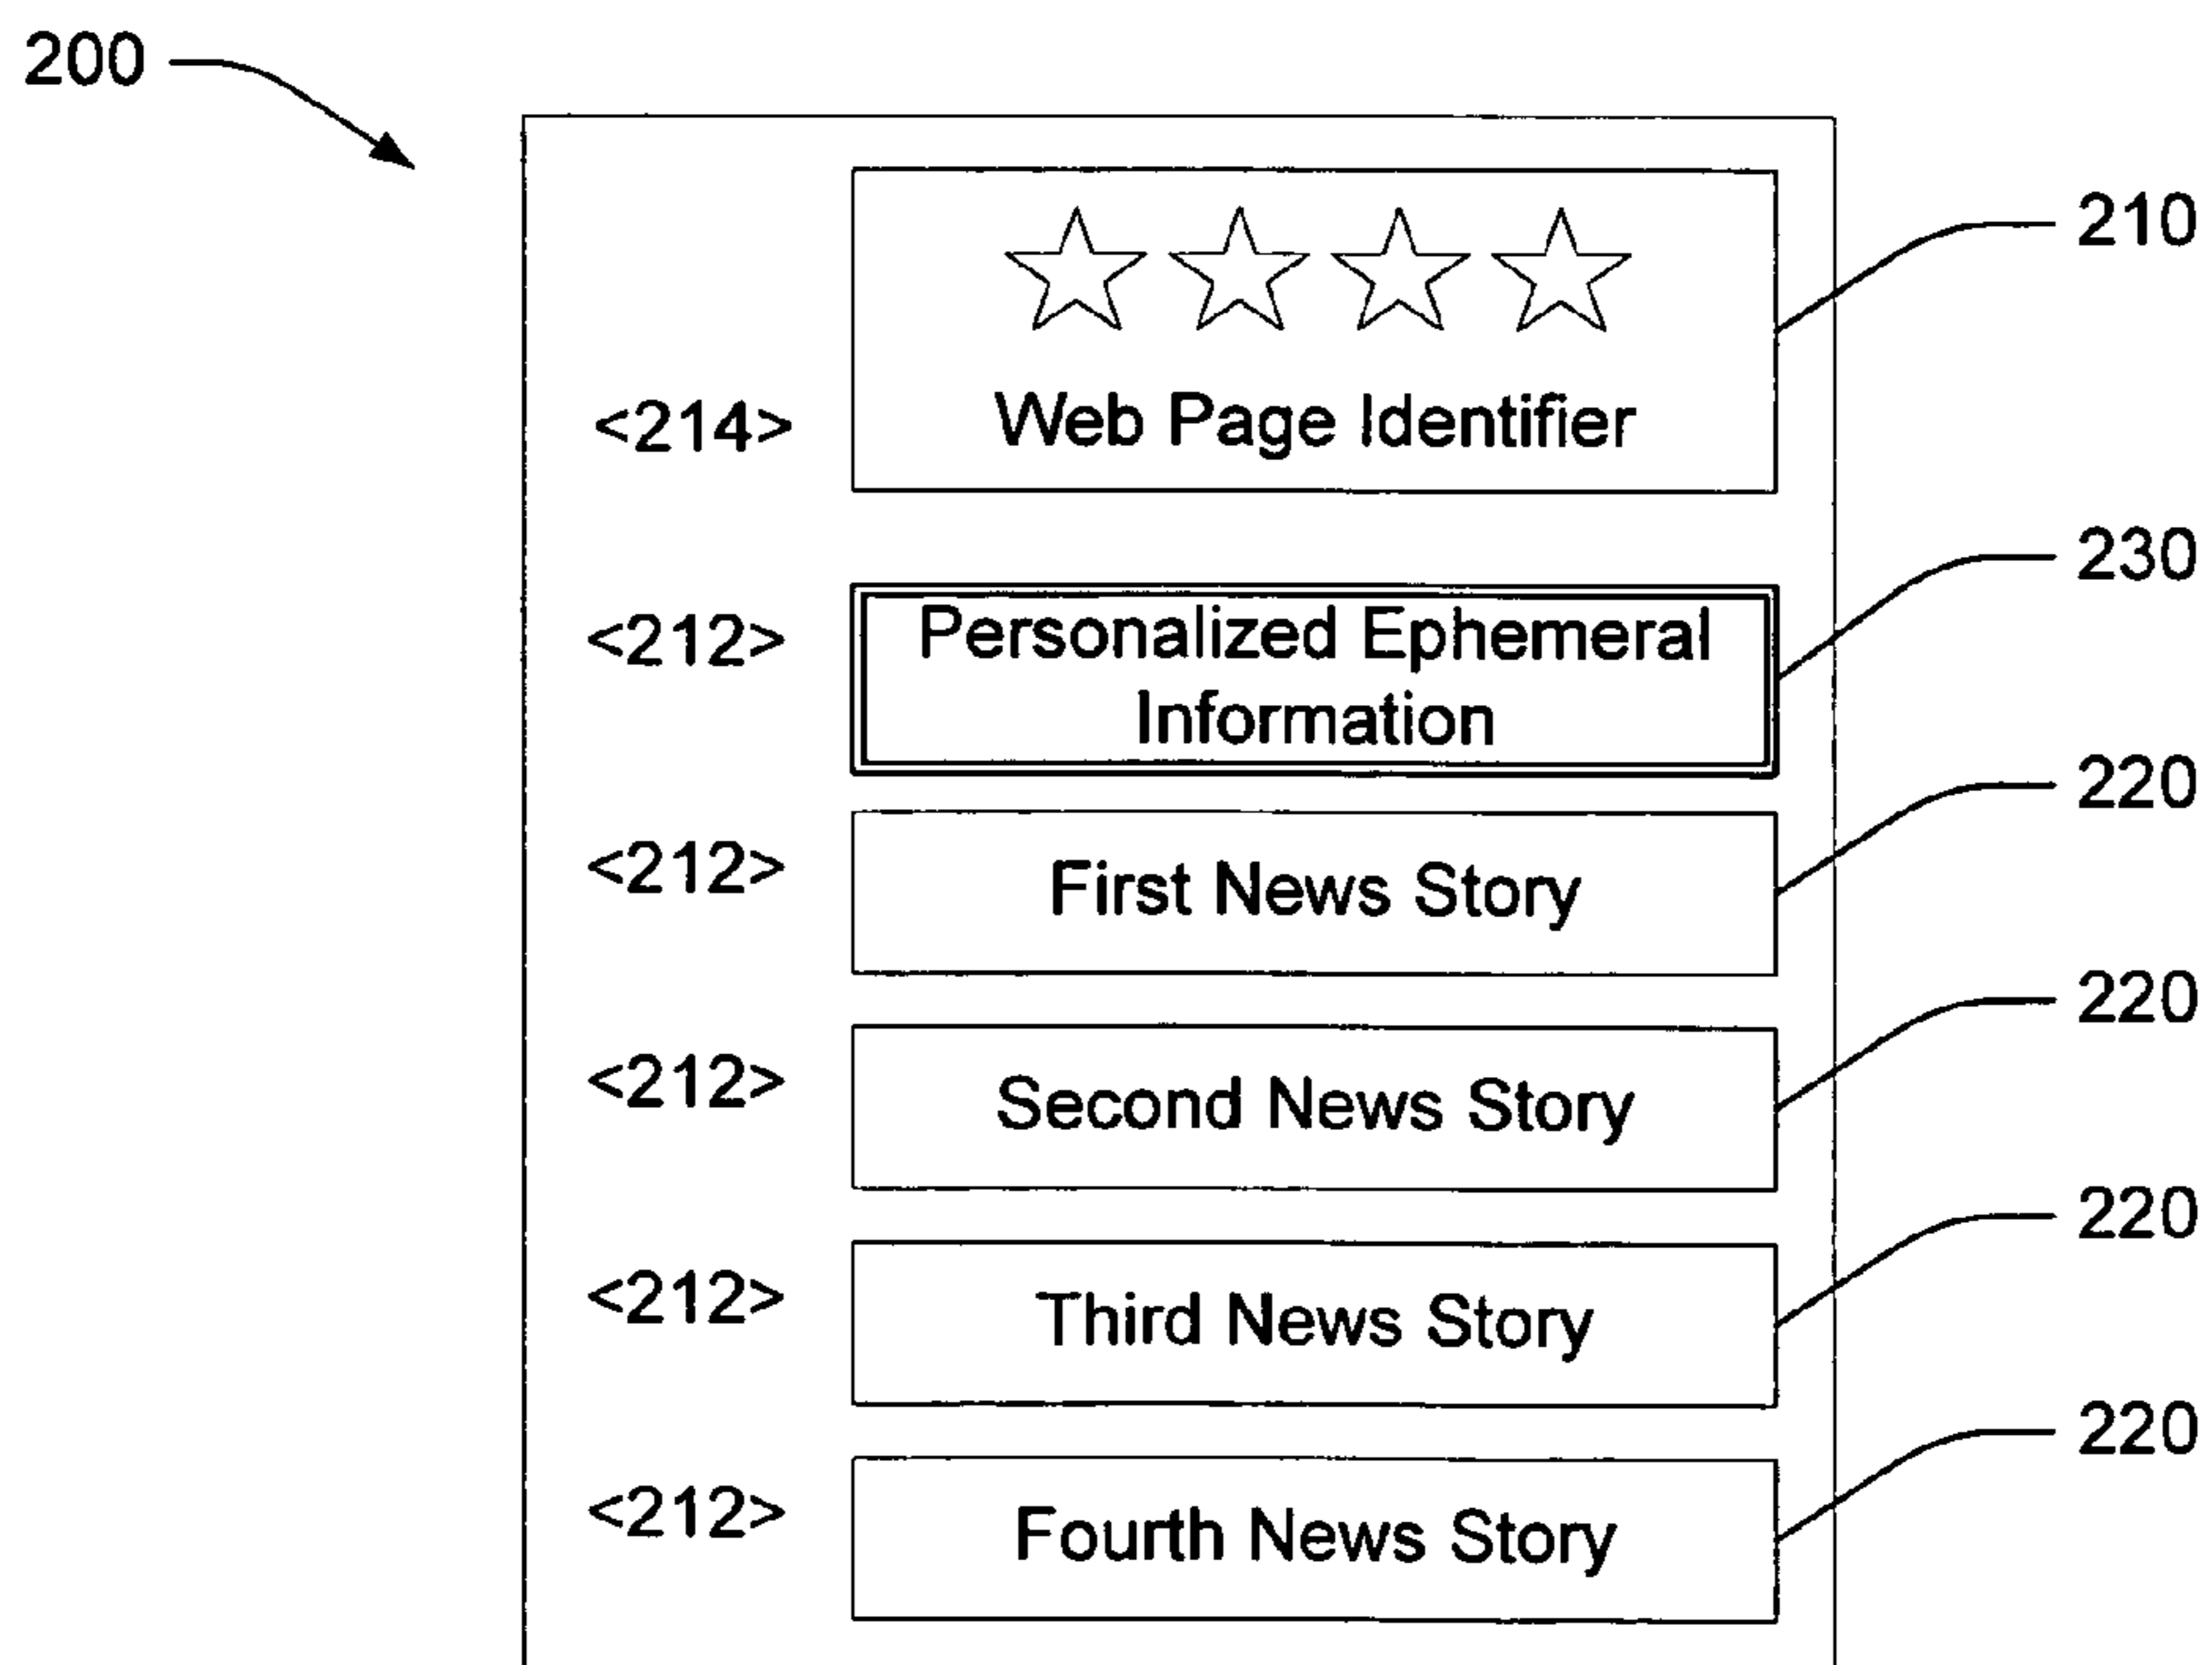 200
210
<214> Web Page Identifier
230
<212> Personalized Ephemeral
Information
220
<212> First News Story
220
<212> Second News Story
220
<212> Third News Story
220
<212> Fourth News Story